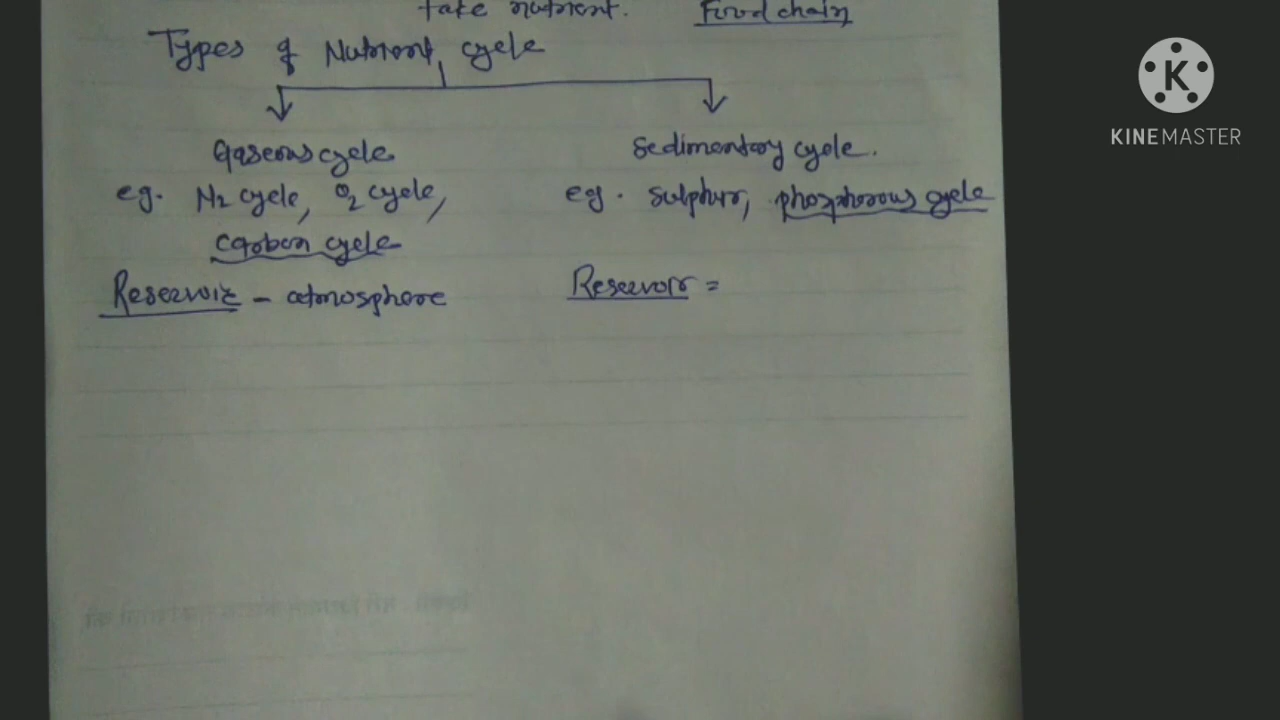 take nutrient. Food chain
Types of Nutrient cycle
Gaseous cycle Sedimentary cycle.
eg. N2 cycle, O2 cycle, eg. sulphur, phosphorous cycle
Carbon cycle
Reservoir - atmosphere Reservoir =
K
KINEMASTER